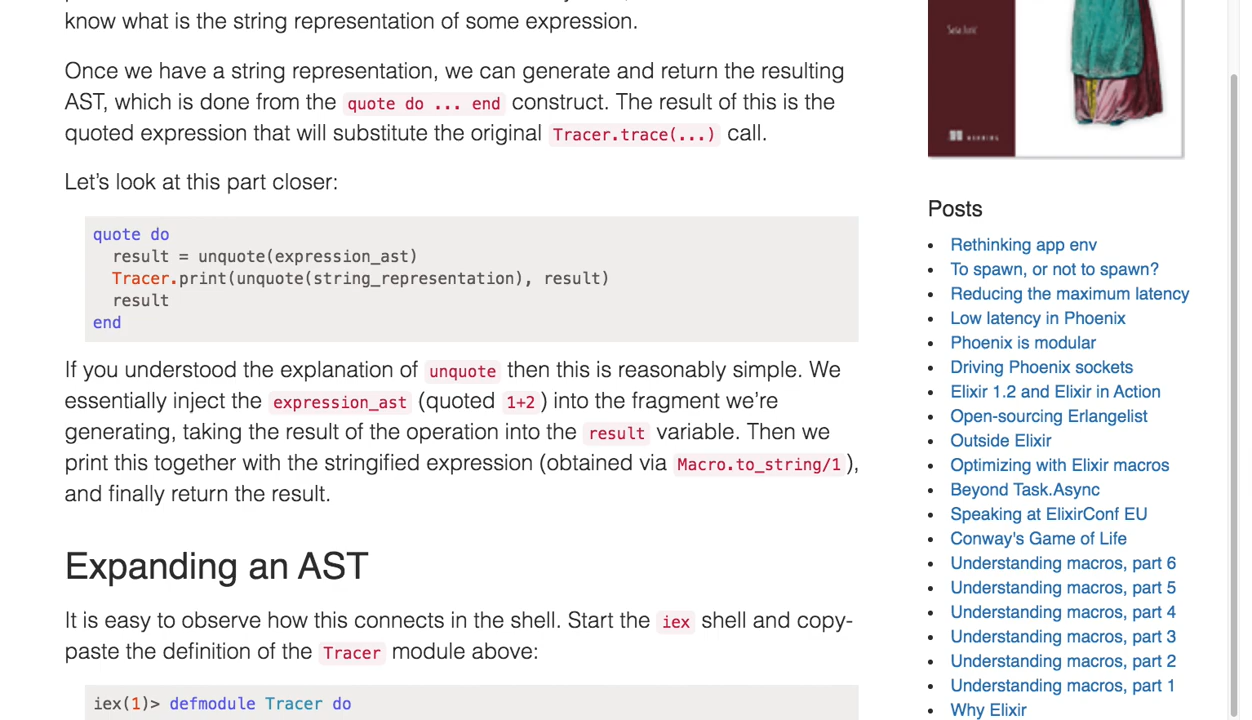 know what is the string representation of some expression.
Once we have a string representation, we can generate and return the resulting
AST, which is done from the quote do ... end construct. The result of this is the
quoted expression that will substitute the original Tracer.trace(...) call.
Let’s look at this part closer:
quote do
  result = unquote(expression_ast)
  Tracer.print(unquote(string_representation), result)
  result
end
If you understood the explanation of unquote then this is reasonably simple. We
essentially inject the expression_ast (quoted 1+2 ) into the fragment we’re
generating, taking the result of the operation into the result variable. Then we
print this together with the stringified expression (obtained via Macro.to_string/1 ),
and finally return the result.
Expanding an AST
It is easy to observe how this connects in the shell. Start the iex shell and copy-
paste the definition of the Tracer module above:
iex(1)> defmodule Tracer do
Saša Jurić
MANNING
Posts
Rethinking app env
To spawn, or not to spawn?
Reducing the maximum latency
Low latency in Phoenix
Phoenix is modular
Driving Phoenix sockets
Elixir 1.2 and Elixir in Action
Open-sourcing Erlangelist
Outside Elixir
Optimizing with Elixir macros
Beyond Task.Async
Speaking at ElixirConf EU
Conway's Game of Life
Understanding macros, part 6
Understanding macros, part 5
Understanding macros, part 4
Understanding macros, part 3
Understanding macros, part 2
Understanding macros, part 1
Why Elixir